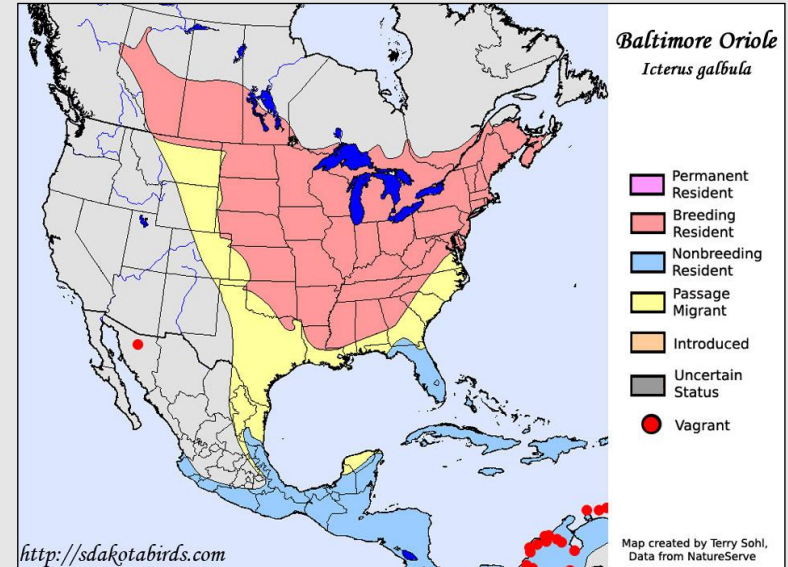 Baltimore Oriole
Icterus galbula
Permanent
Resident
Breeding
Resident
Nonbreeding
Resident
Passage
Migrant
Introduced
Uncertain
Status
Vagrant
Map created by Terry Sohl,
Data from NatureServe
http://sdakotabirds.com